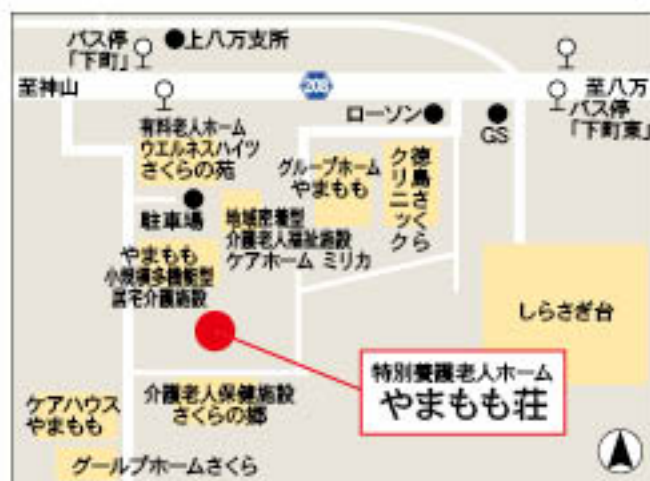 バス停
「下町」
上八万支所
至神山
208
至八万
バス停
「下町東」
ローソン
GS
有料老人ホーム
ウエルネスハイツ
さくらの苑
グループホーム
やまもも
徳島さくら
クリニック
駐車場
地域密着型
介護老人福祉施設
ケアホーム ミリカ
やまもも
小規模多機能型
居宅介護施設
しらさぎ台
特別養護老人ホーム
やまもも荘
介護老人保健施設
さくらの郷
ケアハウス
やまもも
グールプホームさくら